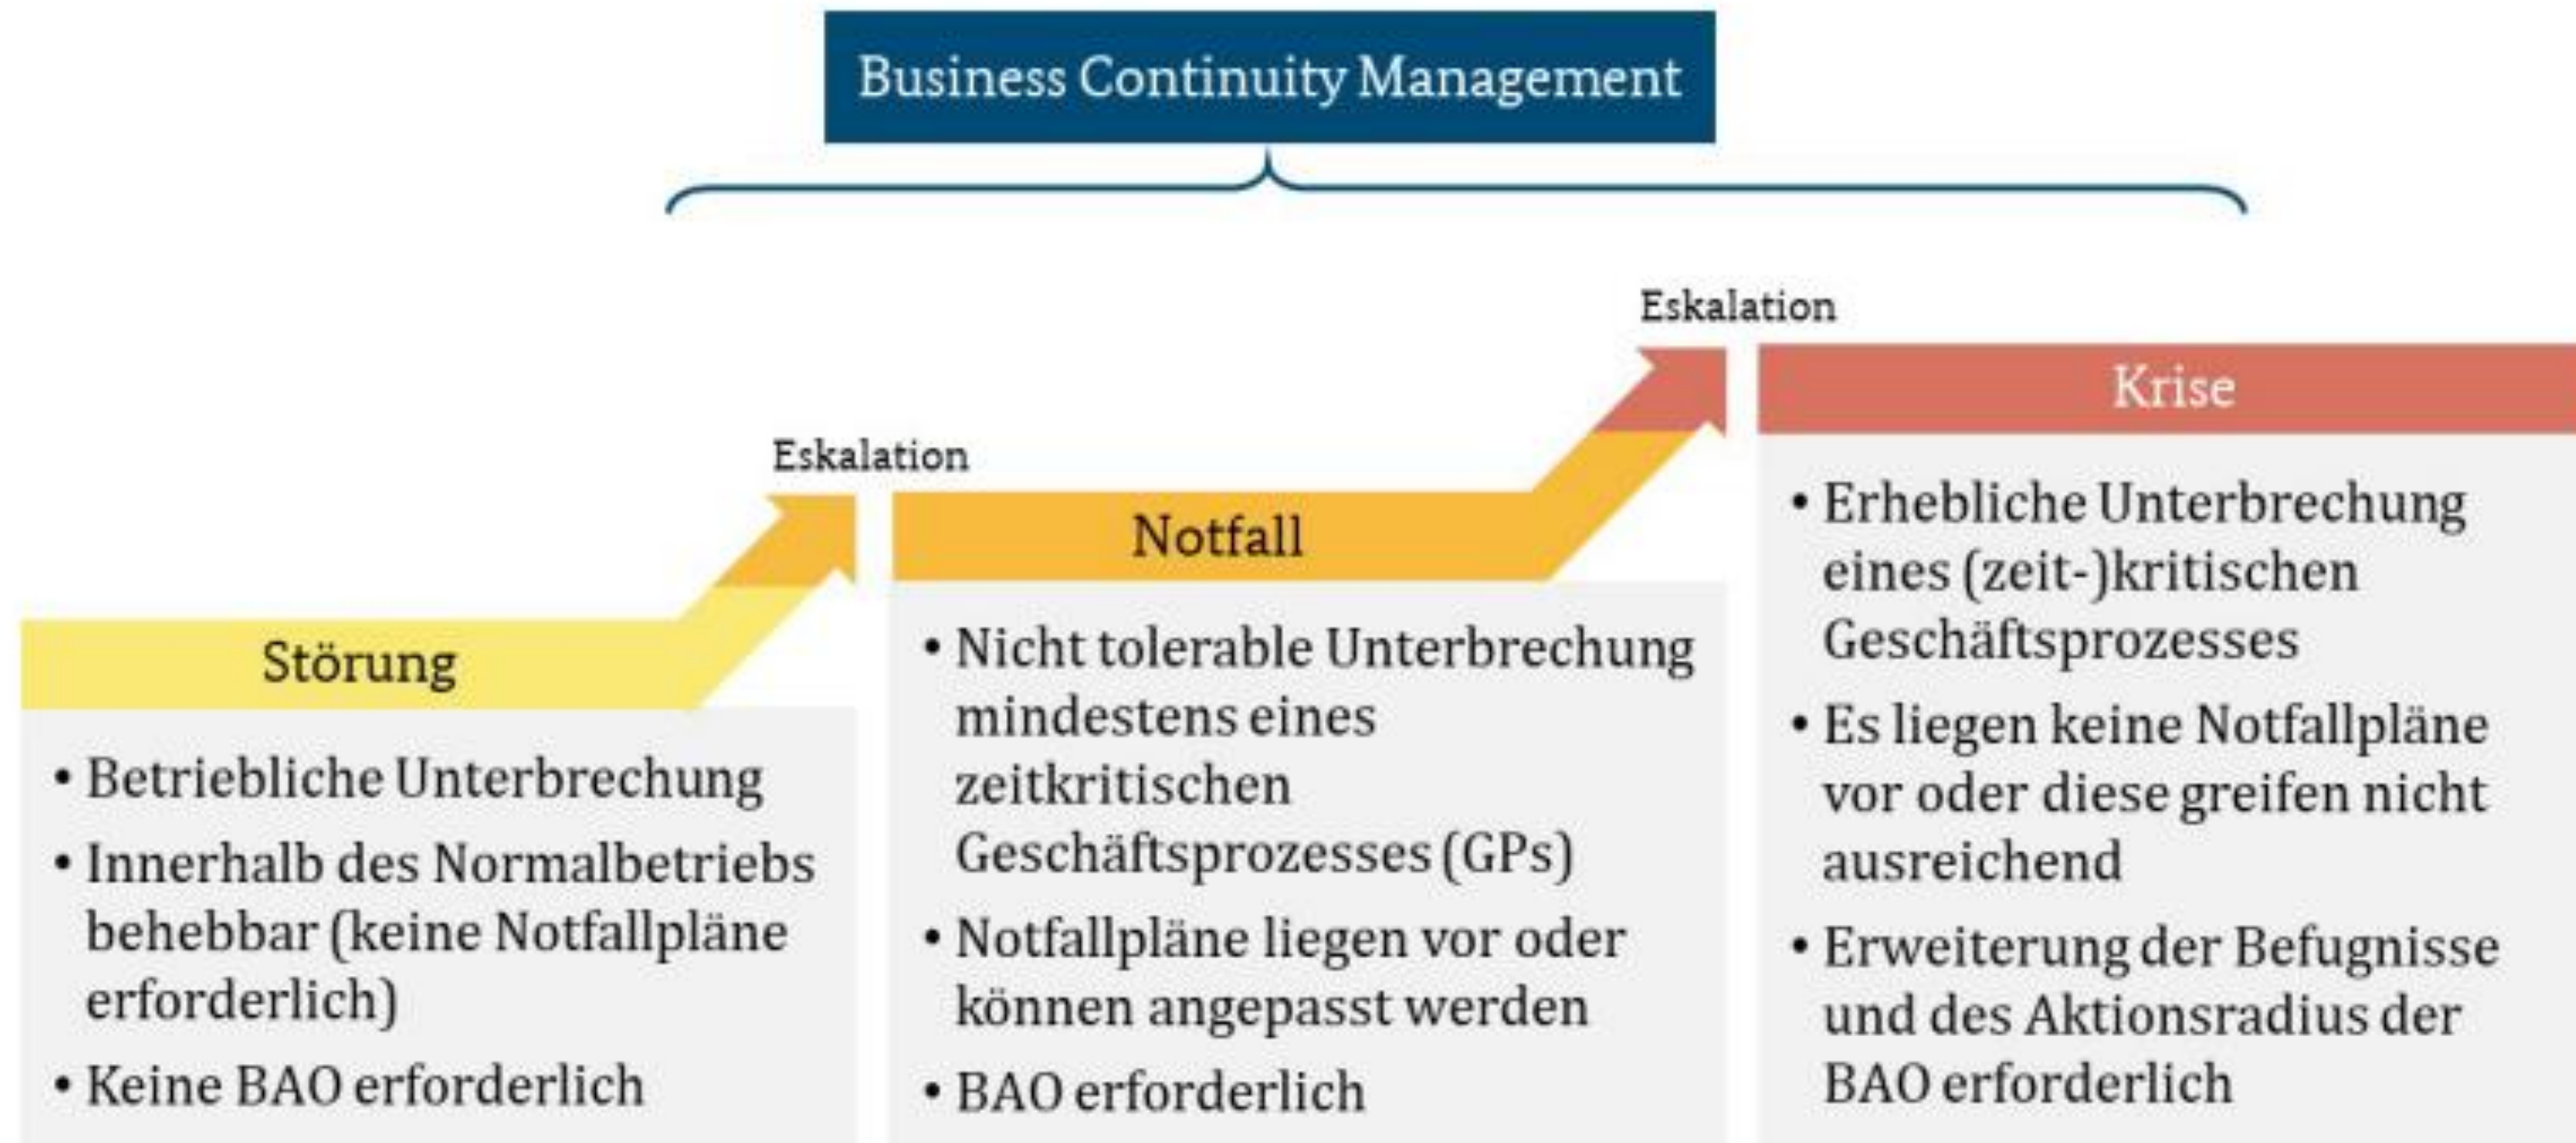 Business Continuity Management
Eskalation
Störung
• Betriebliche Unterbrechung
• Innerhalb des Normalbetriebs
behebbar (keine Notfallpläne
erforderlich)
• Keine BAO erforderlich
Eskalation
Notfall
• Nicht tolerable Unterbrechung
mindestens eines
zeitkritischen
Geschäftsprozesses (GPs)
• Notfallpläne liegen vor oder
können angepasst werden
• BAO erforderlich
Krise
• Erhebliche Unterbrechung
eines (zeit-)kritischen
Geschäftsprozesses
• Es liegen keine Notfallpläne
vor oder diese greifen nicht
ausreichend
• Erweiterung der Befugnisse
und des Aktionsradius der
BAO erforderlich